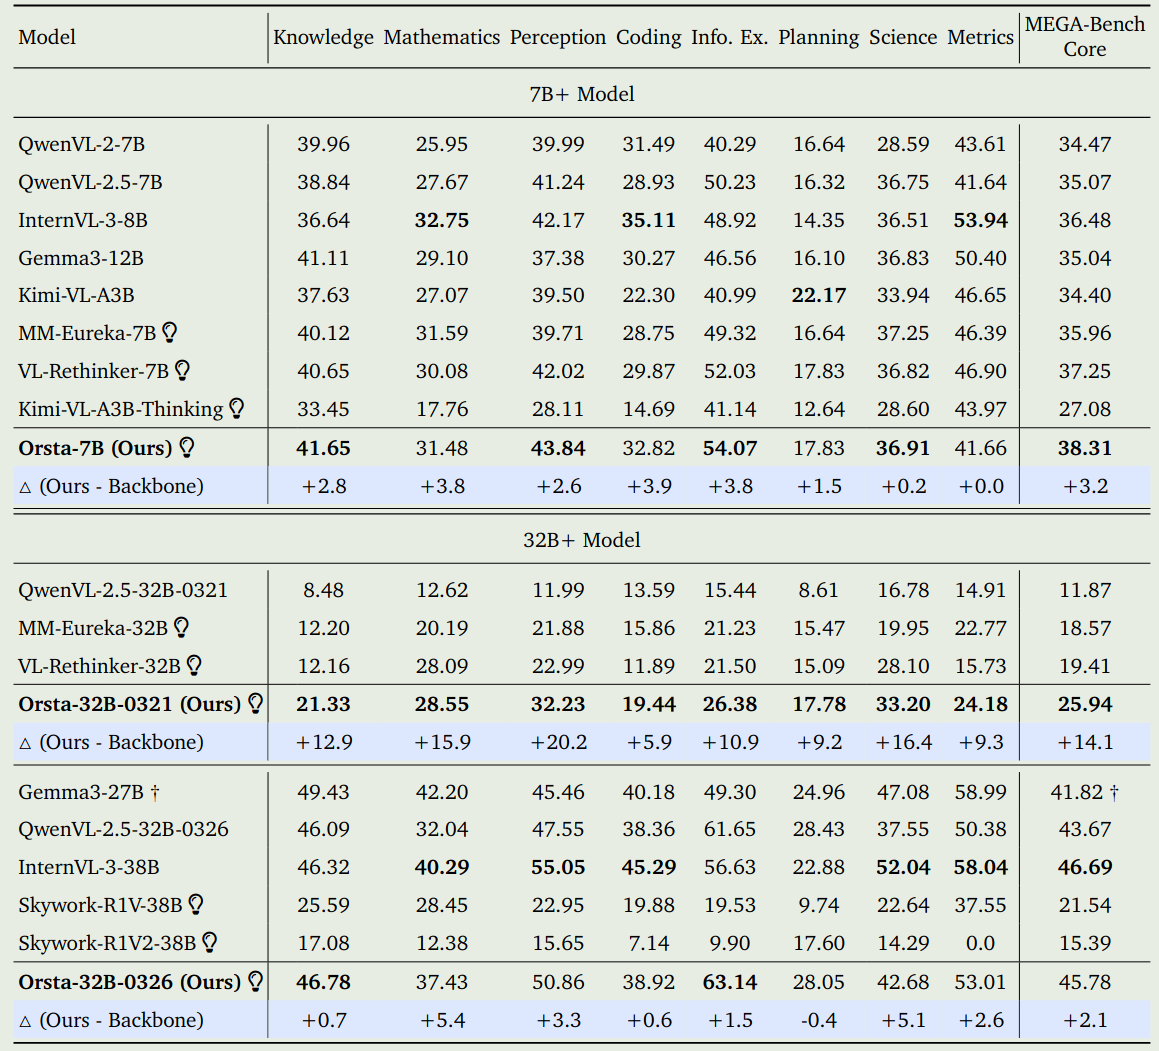 Model Knowledge Mathematics Perception Coding Info. Ex. Planning Science Metrics MEGA-Bench Core
7B+ Model
QwenVL-2-7B 39.96 25.95 39.99 31.49 40.29 16.64 28.59 43.61 34.47
QwenVL-2.5-7B 38.84 27.67 41.24 28.93 50.23 16.32 36.75 41.64 35.07
InternVL-3-8B 36.64 32.75 42.17 35.11 48.92 14.35 36.51 53.94 36.48
Gemma3-12B 41.11 29.10 37.38 30.27 46.56 16.10 36.83 50.40 35.04
Kimi-VL-A3B 37.63 27.07 39.50 22.30 40.99 22.17 33.94 46.65 34.40
MM-Eureka-7B 40.12 31.59 39.71 28.75 49.32 16.64 37.25 46.39 35.96
VL-Rethinker-7B 40.65 30.08 42.02 29.87 52.03 17.83 36.82 46.90 37.25
Kimi-VL-A3B-Thinking 33.45 17.76 28.11 14.69 41.14 12.64 28.60 43.97 27.08
Orsta-7B (Ours) 41.65 31.48 43.84 32.82 54.07 17.83 36.91 41.66 38.31
△ (Ours - Backbone) +2.8 +3.8 +2.6 +3.9 +3.8 +1.5 +0.2 +0.0 +3.2
32B+ Model
QwenVL-2.5-32B-0321 8.48 12.62 11.99 13.59 15.44 8.61 16.78 14.91 11.87
MM-Eureka-32B 12.20 20.19 21.88 15.86 21.23 15.47 19.95 22.77 18.57
VL-Rethinker-32B 12.16 28.09 22.99 11.89 21.50 15.09 28.10 15.73 19.41
Orsta-32B-0321 (Ours) 21.33 28.55 32.23 19.44 26.38 17.78 33.20 24.18 25.94
△ (Ours - Backbone) +12.9 +15.9 +20.2 +5.9 +10.9 +9.2 +16.4 +9.3 +14.1
Gemma3-27B † 49.43 42.20 45.46 40.18 49.30 24.96 47.08 58.99 41.82 †
QwenVL-2.5-32B-0326 46.09 32.04 47.55 38.36 61.65 28.43 37.55 50.38 43.67
InternVL-3-38B 46.32 40.29 55.05 45.29 56.63 22.88 52.04 58.04 46.69
Skywork-R1V-38B 25.59 28.45 22.95 19.88 19.53 9.74 22.64 37.55 21.54
Skywork-R1V2-38B 17.08 12.38 15.65 7.14 9.90 17.60 14.29 0.0 15.39
Orsta-32B-0326 (Ours) 46.78 37.43 50.86 38.92 63.14 28.05 42.68 53.01 45.78
△ (Ours - Backbone) +0.7 +5.4 +3.3 +0.6 +1.5 -0.4 +5.1 +2.6 +2.1